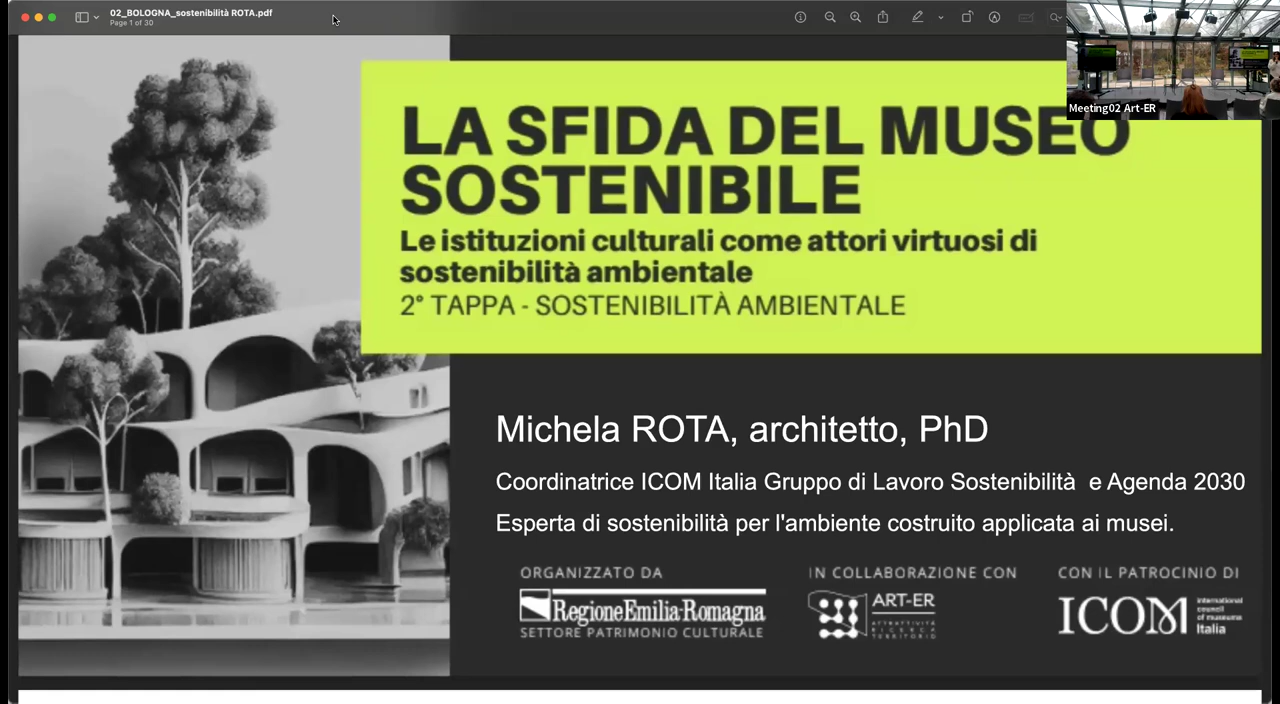 02_BOLOGNA_sostenibilità ROTA.pdf
Page 1 of 30
Meeting02 Art-ER
LA SFIDA DEL MUSEO
SOSTENIBILE
Le istituzioni culturali come attori virtuosi di
sostenibilità ambientale
2° TAPPA - SOSTENIBILITÀ AMBIENTALE
Michela ROTA, architetto, PhD
Coordinatrice ICOM Italia Gruppo di Lavoro Sostenibilità e Agenda 2030
Esperta di sostenibilità per l'ambiente costruito applicata ai musei.
ORGANIZZATO DA
RegioneEmilia-Romagna
SETTORE PATRIMONIO CULTURALE
IN COLLABORAZIONE CON
ART-ER
ATTRATTIVITÀ
RICERCA
TERRITORIO
CON IL PATROCINIO DI
ICOM
international
council
of museums
Italia